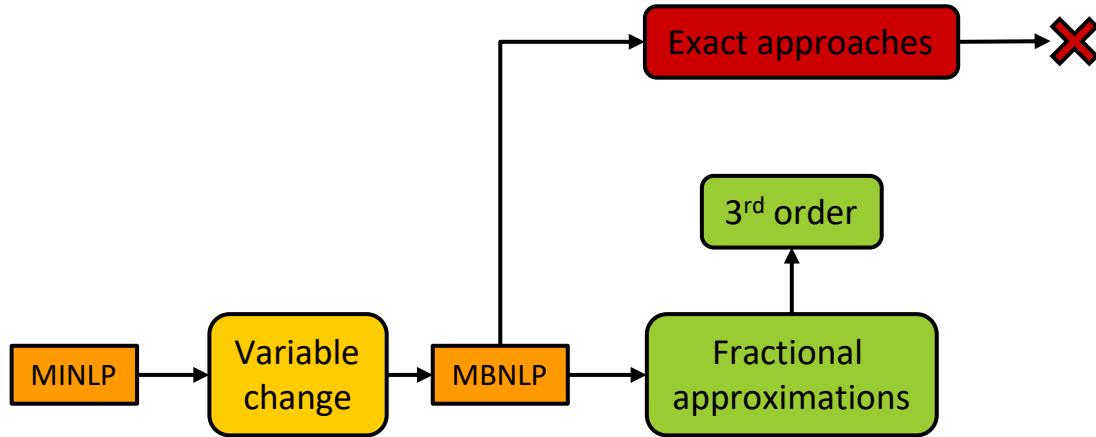 Exact approaches
3rd order
MINLP
Variable
change
MBNLP
Fractional
approximations